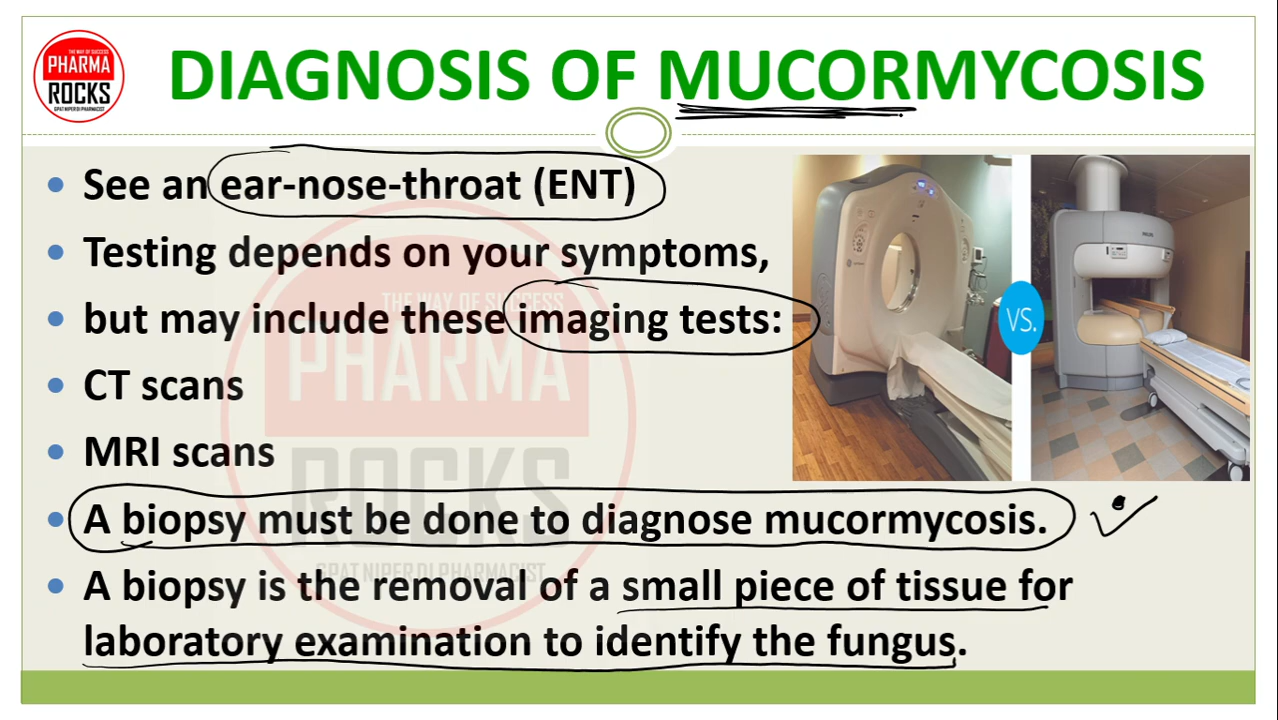 THE WAY OF SUCCESS
PHARMA
ROCKS
GPAT NIPER DI PHARMACIST
DIAGNOSIS OF MUCORMYCOSIS
• See an ear-nose-throat (ENT)
• Testing depends on your symptoms,
• but may include these imaging tests:
• CT scans
• MRI scans
• A biopsy must be done to diagnose mucormycosis.
• A biopsy is the removal of a small piece of tissue for
laboratory examination to identify the fungus.
VS.
THE WAY OF SUCCESS
PHARMA
ROCKS
GPAT NIPER DI PHARMACIST